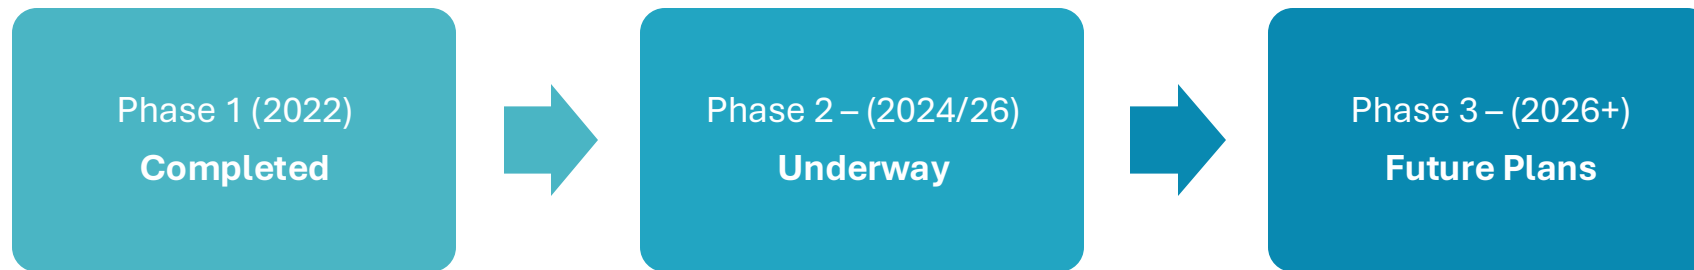 Phase 1 (2022)
Completed
Phase 2 – (2024/26)
Underway
Phase 3 – (2026+)
Future Plans